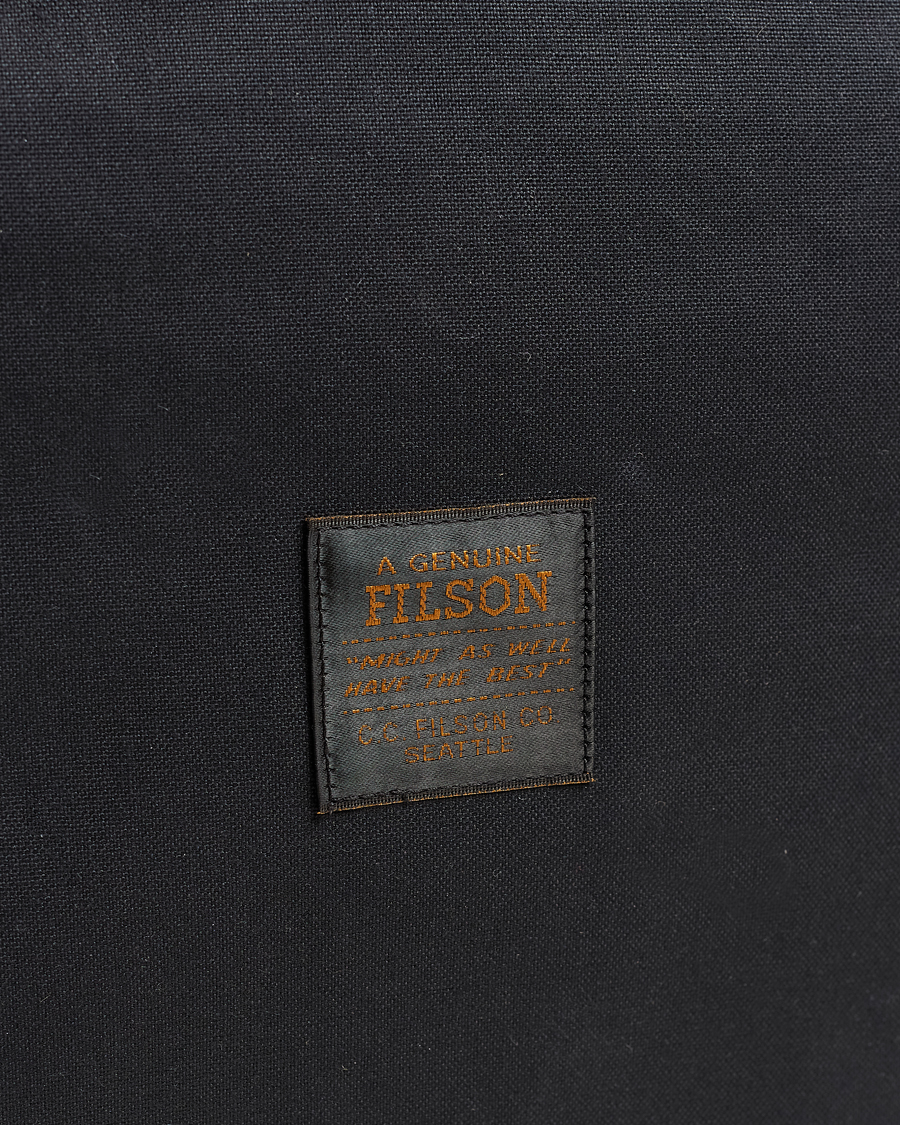 A GENUINE
FILSON
"MIGHT AS WELL
HAVE THE BEST"
C.C. FILSON CO.
SEATTLE